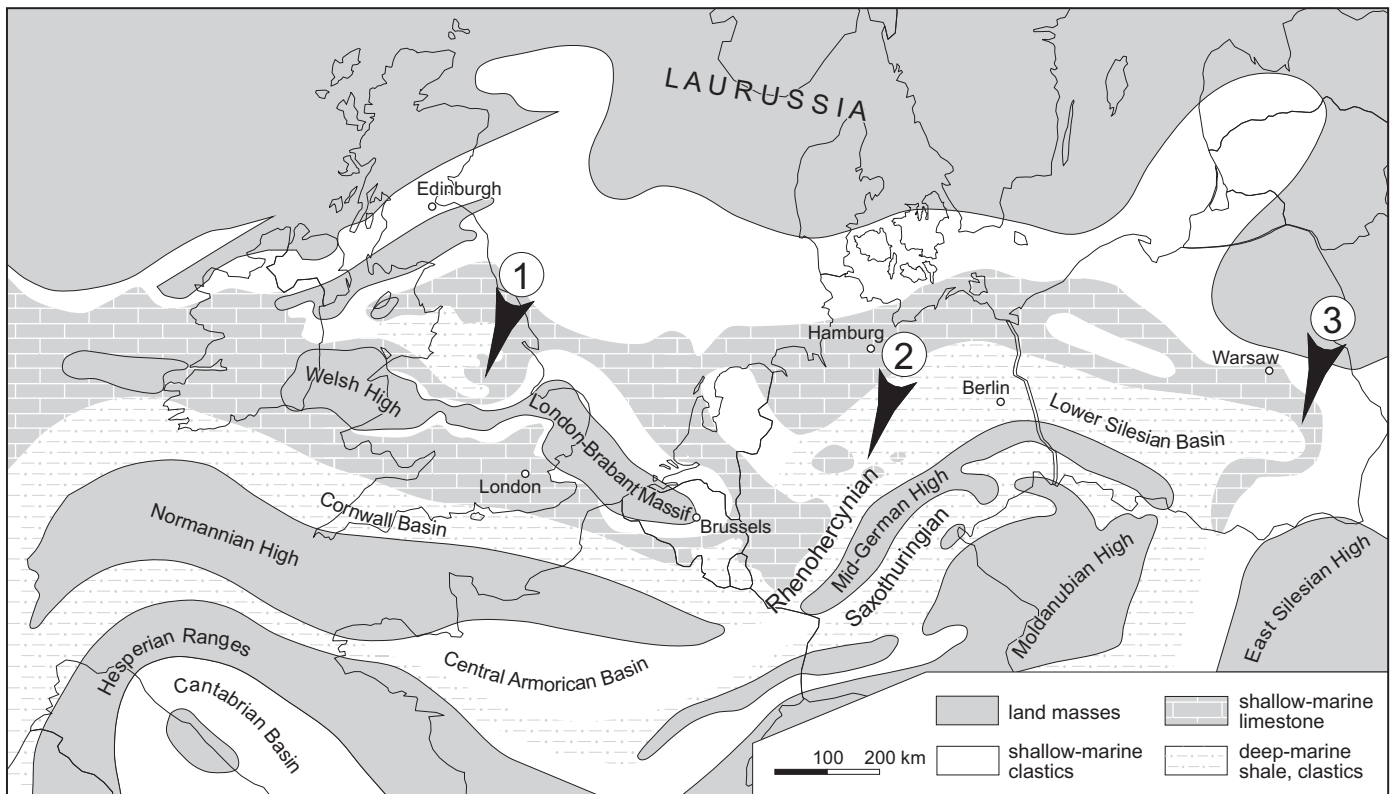 LAURUSSIA
Edinburgh
1
Hamburg
2
3
Warsaw
Welsh High
Berlin
London-Brabant Massif
Lower Silesian Basin
London
Cornwall Basin
Brussels
Normannian High
Rhenohercynian
Mid-German High
Saxothuringian
Moldanubian High
East Silesian High
Hesperian Ranges
Central Armorican Basin
Cantabrian Basin
land masses
shallow-marine
limestone
shallow-marine
clastics
deep-marine
shale, clastics
100 200 km